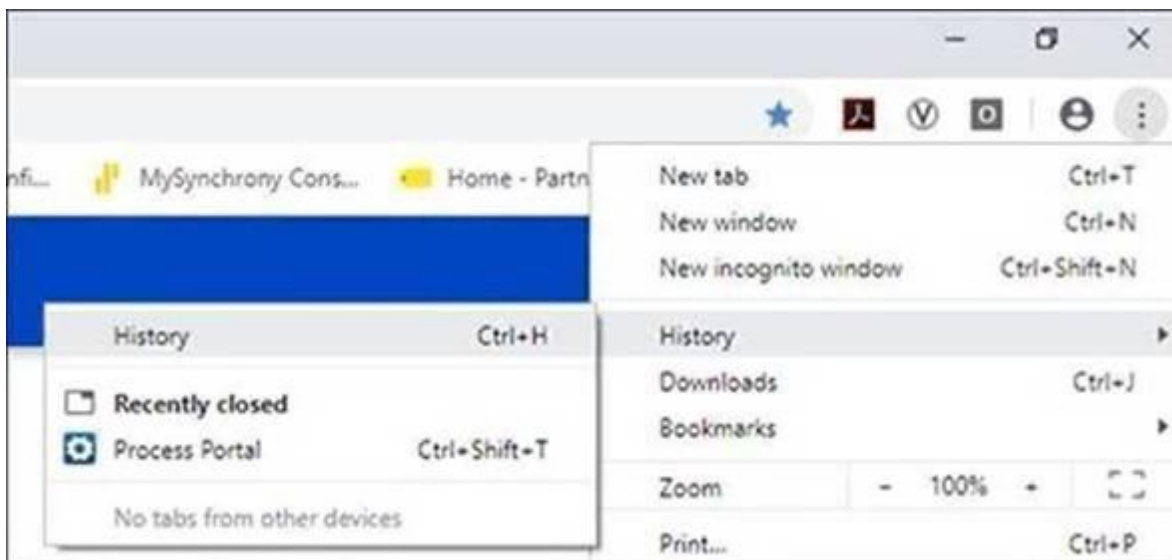 nfi...
MySynchrony Cons...
Home - Partn
New tab Ctrl+T
New window Ctrl+N
New incognito window Ctrl+Shift+N
History
Downloads Ctrl+J
Bookmarks
Zoom - 100% +
Print... Ctrl+P
History Ctrl+H
Recently closed
Process Portal Ctrl+Shift+T
No tabs from other devices